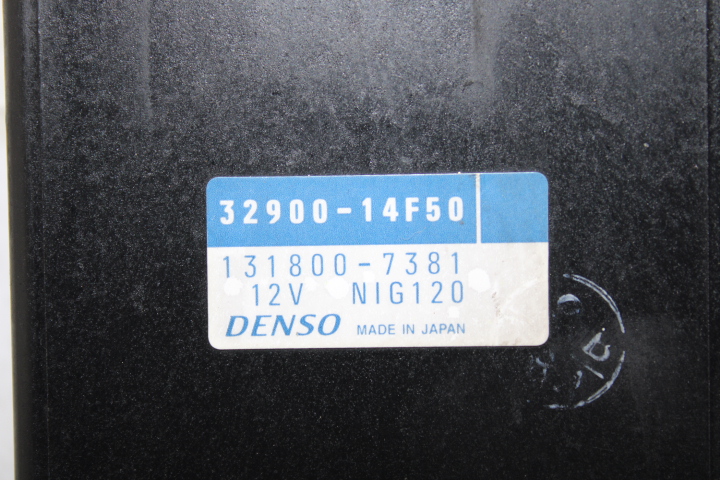 32900-14F50
131800-7381
12V NIG120
DENSO MADE IN JAPAN